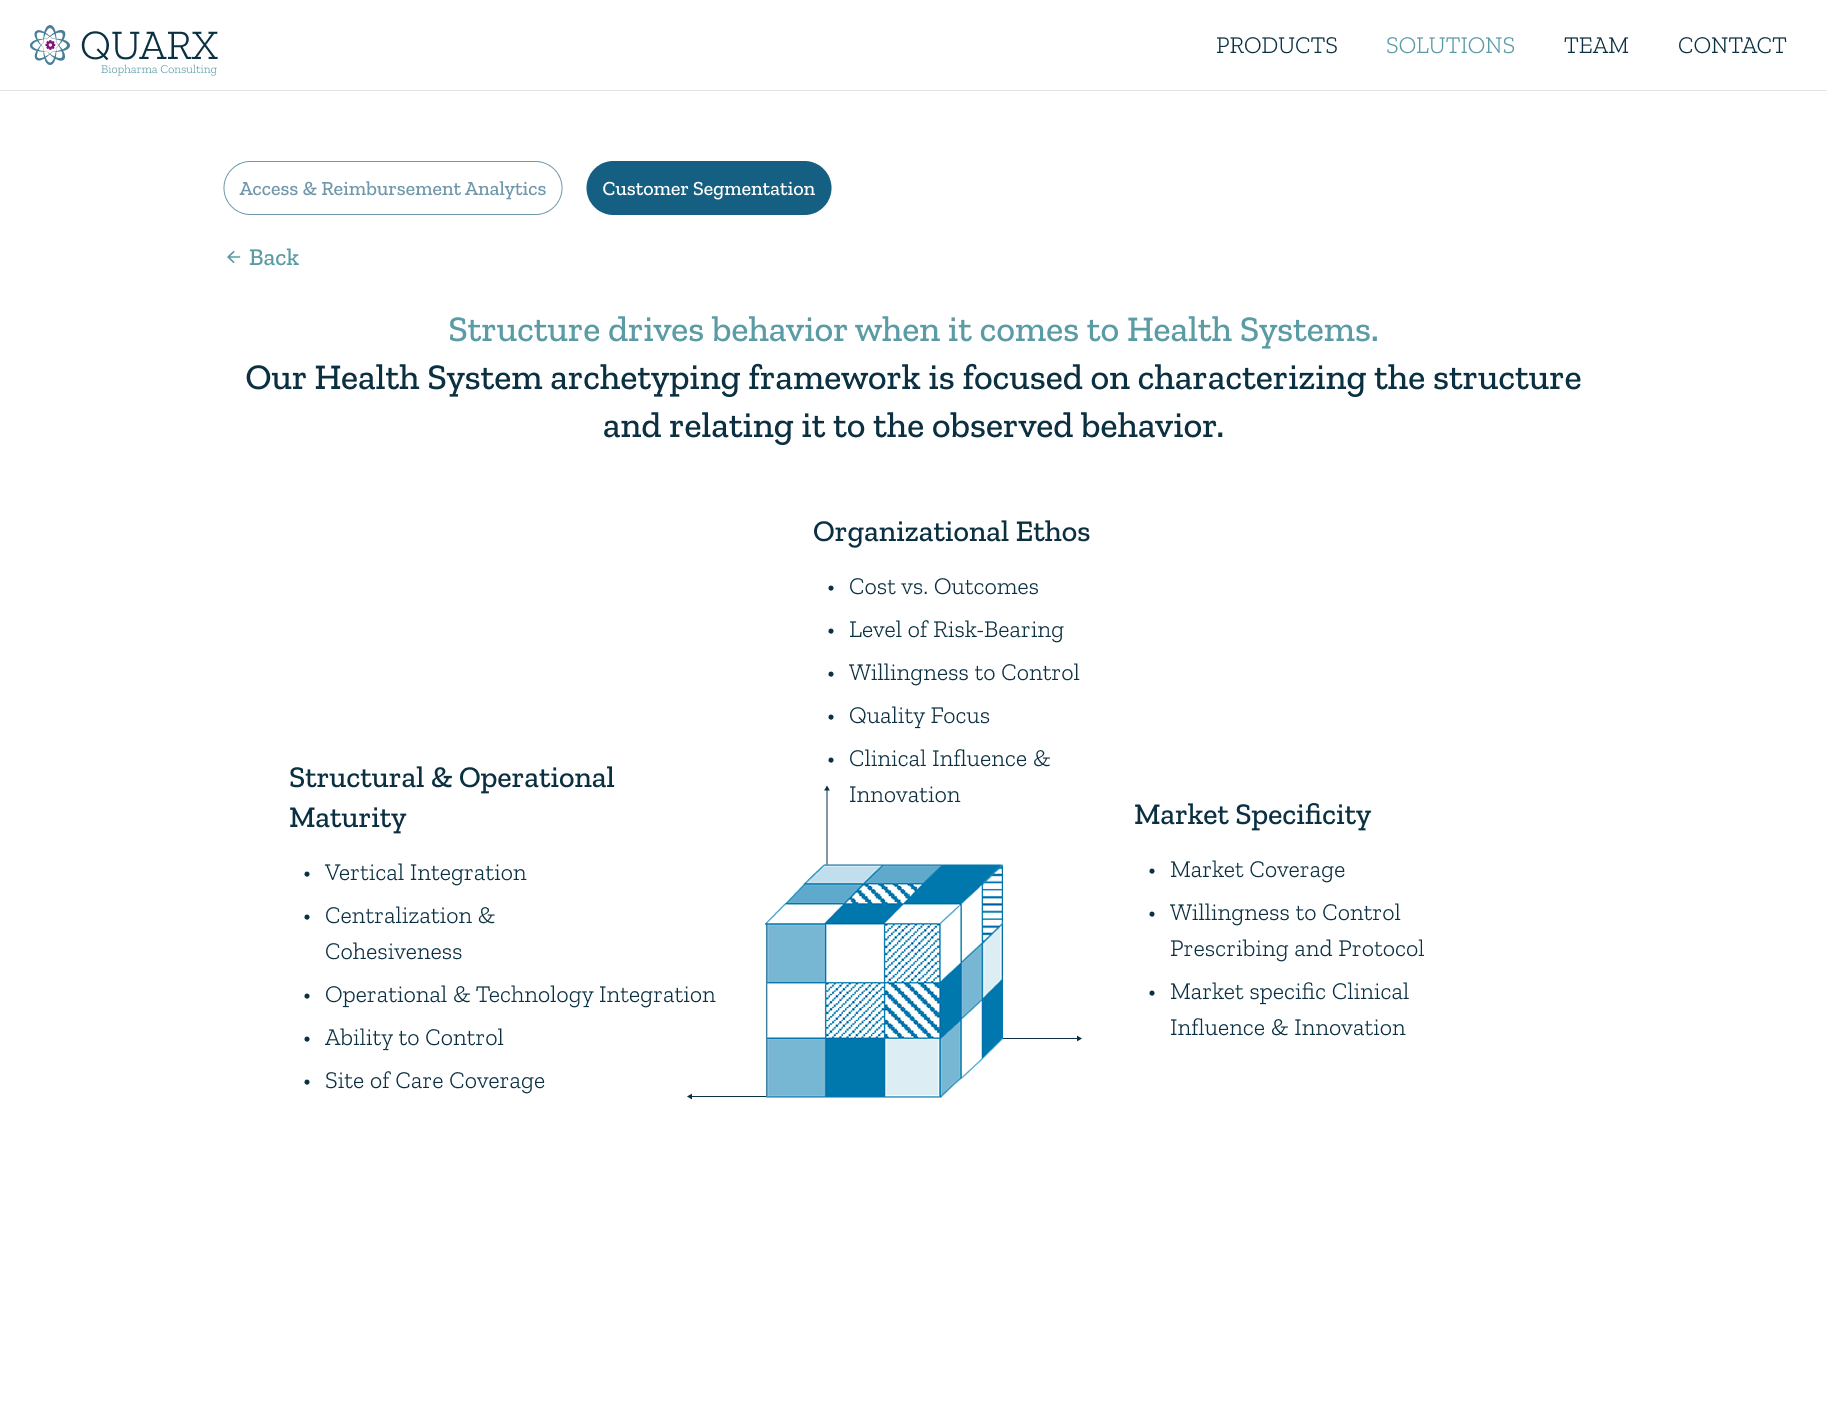 QUARX
Biopharma Consulting
PRODUCTS
SOLUTIONS
TEAM
CONTACT
Access & Reimbursement Analytics
Customer Segmentation
← Back
Structure drives behavior when it comes to Health Systems.
Our Health System archetyping framework is focused on characterizing the structure
and relating it to the observed behavior.
Organizational Ethos
• Cost vs. Outcomes
• Level of Risk-Bearing
• Willingness to Control
• Quality Focus
• Clinical Influence &
Innovation
Structural & Operational
Maturity
• Vertical Integration
• Centralization &
Cohesiveness
• Operational & Technology Integration
• Ability to Control
• Site of Care Coverage
Market Specificity
• Market Coverage
• Willingness to Control
Prescribing and Protocol
• Market specific Clinical
Influence & Innovation